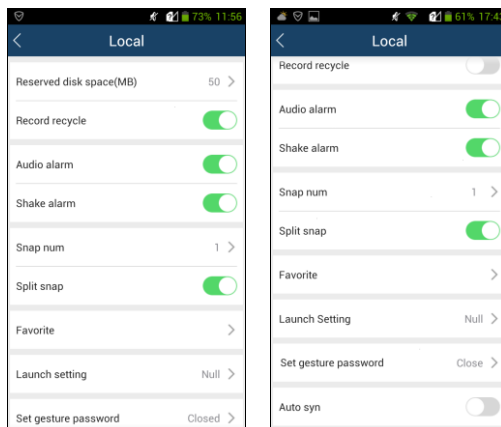 73% 11:56
Local
Reserved disk space(MB) 50
Record recycle
Audio alarm
Shake alarm
Snap num 1
Split snap
Favorite
Launch setting Null
Set gesture password Closed
61% 17:43
Local
Record recycle
Audio alarm
Shake alarm
Snap num 1
Split snap
Favorite
Launch Setting Null
Set gesture password Close
Auto syn